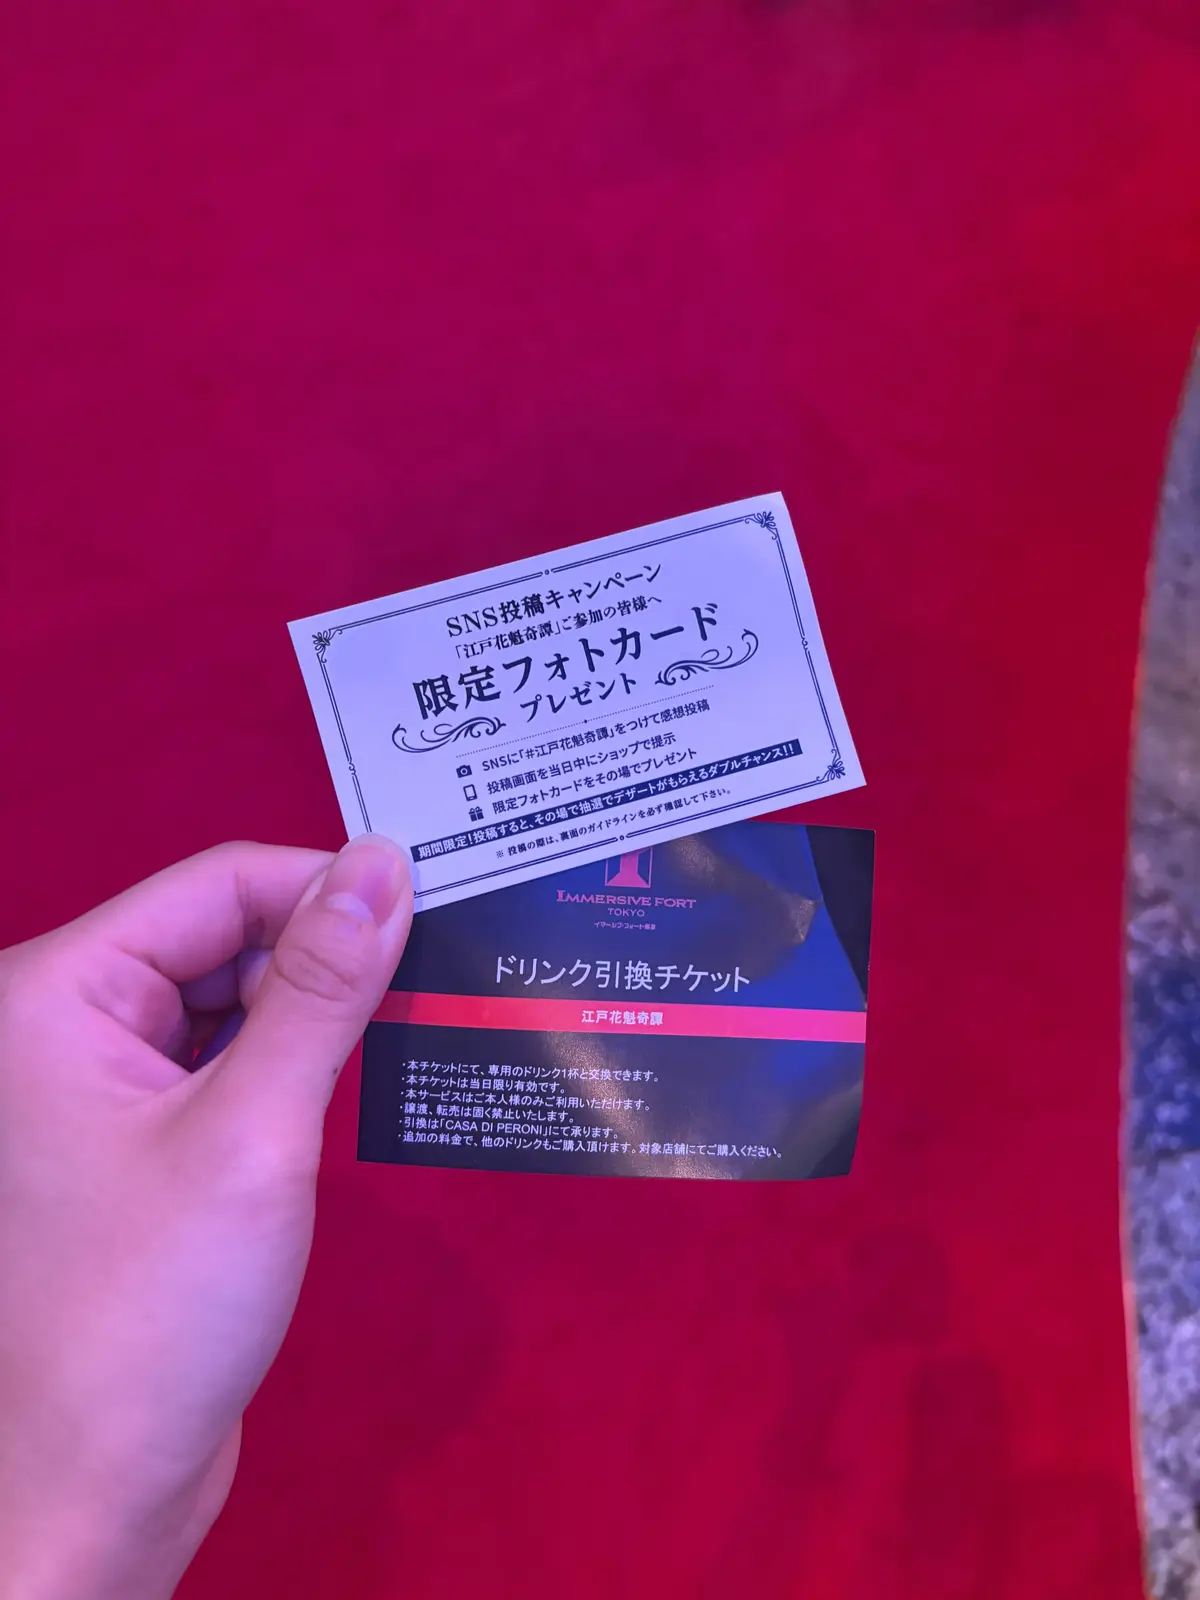 SNS投稿キャンペーン
「江戸花魁奇譚」ご参加の皆様へ
限定フォトカード
プレゼント
SNSに「#江戸花魁奇譚」をつけて感想投稿
投稿画面を当日中にショップで提示
限定フォトカードをその場でプレゼント
期間限定!投稿すると、その場で抽選でデザートがもらえるダブルチャンス!!
※ 投稿の際は、裏面のガイドラインを必ず確認して下さい。
IMMERSIVE FORT
TOKYO
イマーシブ・フォート東京
ドリンク引換チケット
江戸花魁奇譚
・本チケットにて、専用のドリンク1杯と交換できます。
・本チケットは当日限り有効です。
・本サービスはご本人様のみご利用いただけます。
・譲渡、転売は固く禁止いたします。
・引換は「CASA DI PERONI」にて承ります。
・追加の料金で、他のドリンクもご購入頂けます。対象店舗にてご購入ください。